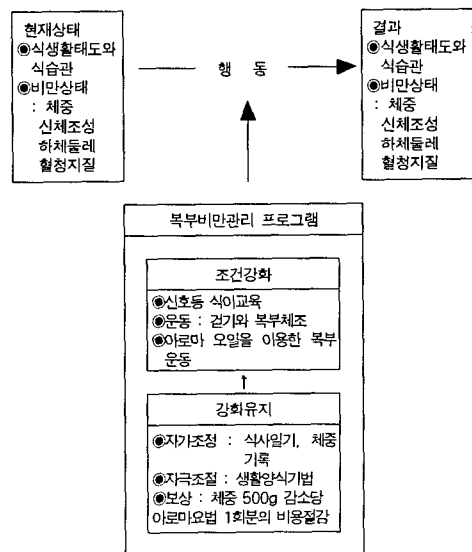 현재상태
◉식생활태도와
식습관
◉비만상태
: 체중
신체조성
하체둘레
혈청지질
행 동
결과
◉식생활태도와
식습관
◉비만상태
: 체중
신체조성
하체둘레
혈청지질
복부비만관리 프로그램
조건강화
◉신호등 식이교육
◉운동 : 걷기와 복부체조
◉아로마 오일을 이용한 복부
운동
강화유지
◉자가조정 : 식사일기, 체중
기록
◉자극조절 : 생활양식기법
◉보상 : 체중 500g 감소당
아로마요법 1회분의 비용절감